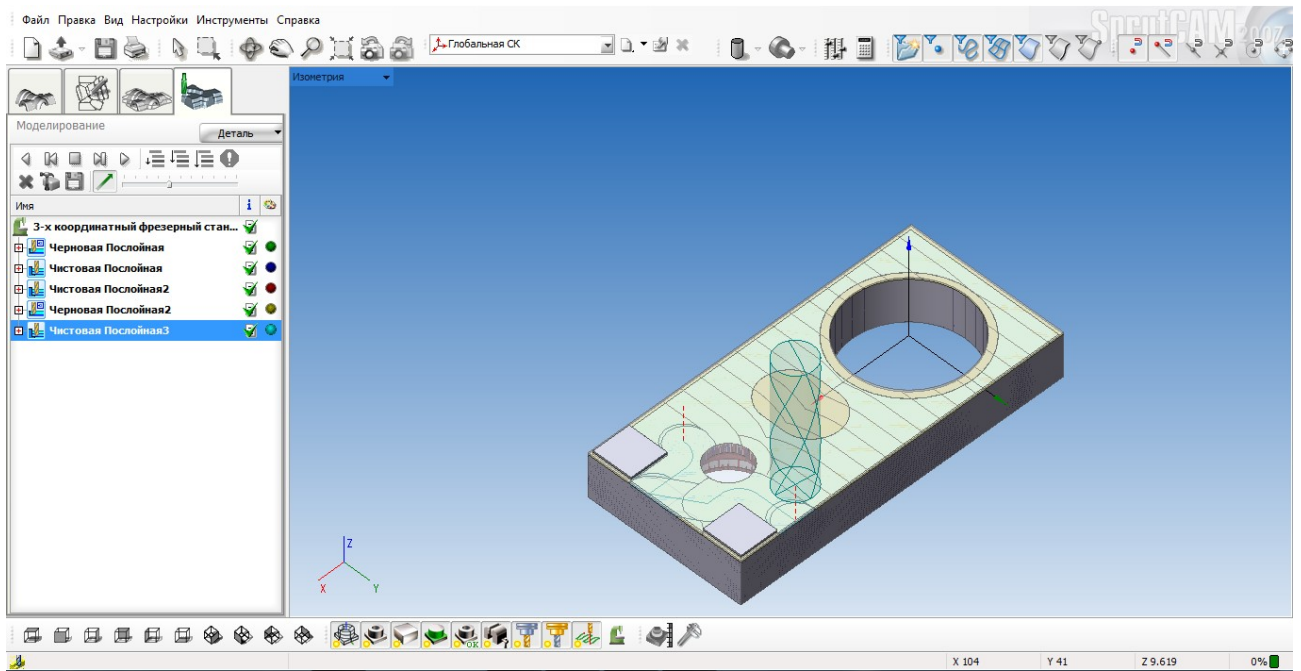 Файл Правка Вид Настройки Инструменты Справка
SprutCAM 2007
Глобальная СК
Изометрия
Моделирование
Деталь
Имя
3-х координатный фрезерный стан...
Черновая Послойная
Чистовая Послойная
Чистовая Послойная2
Черновая Послойная2
Чистовая Послойная3
Z
X
Y
X 104 Y 41 Z 9.619 0%